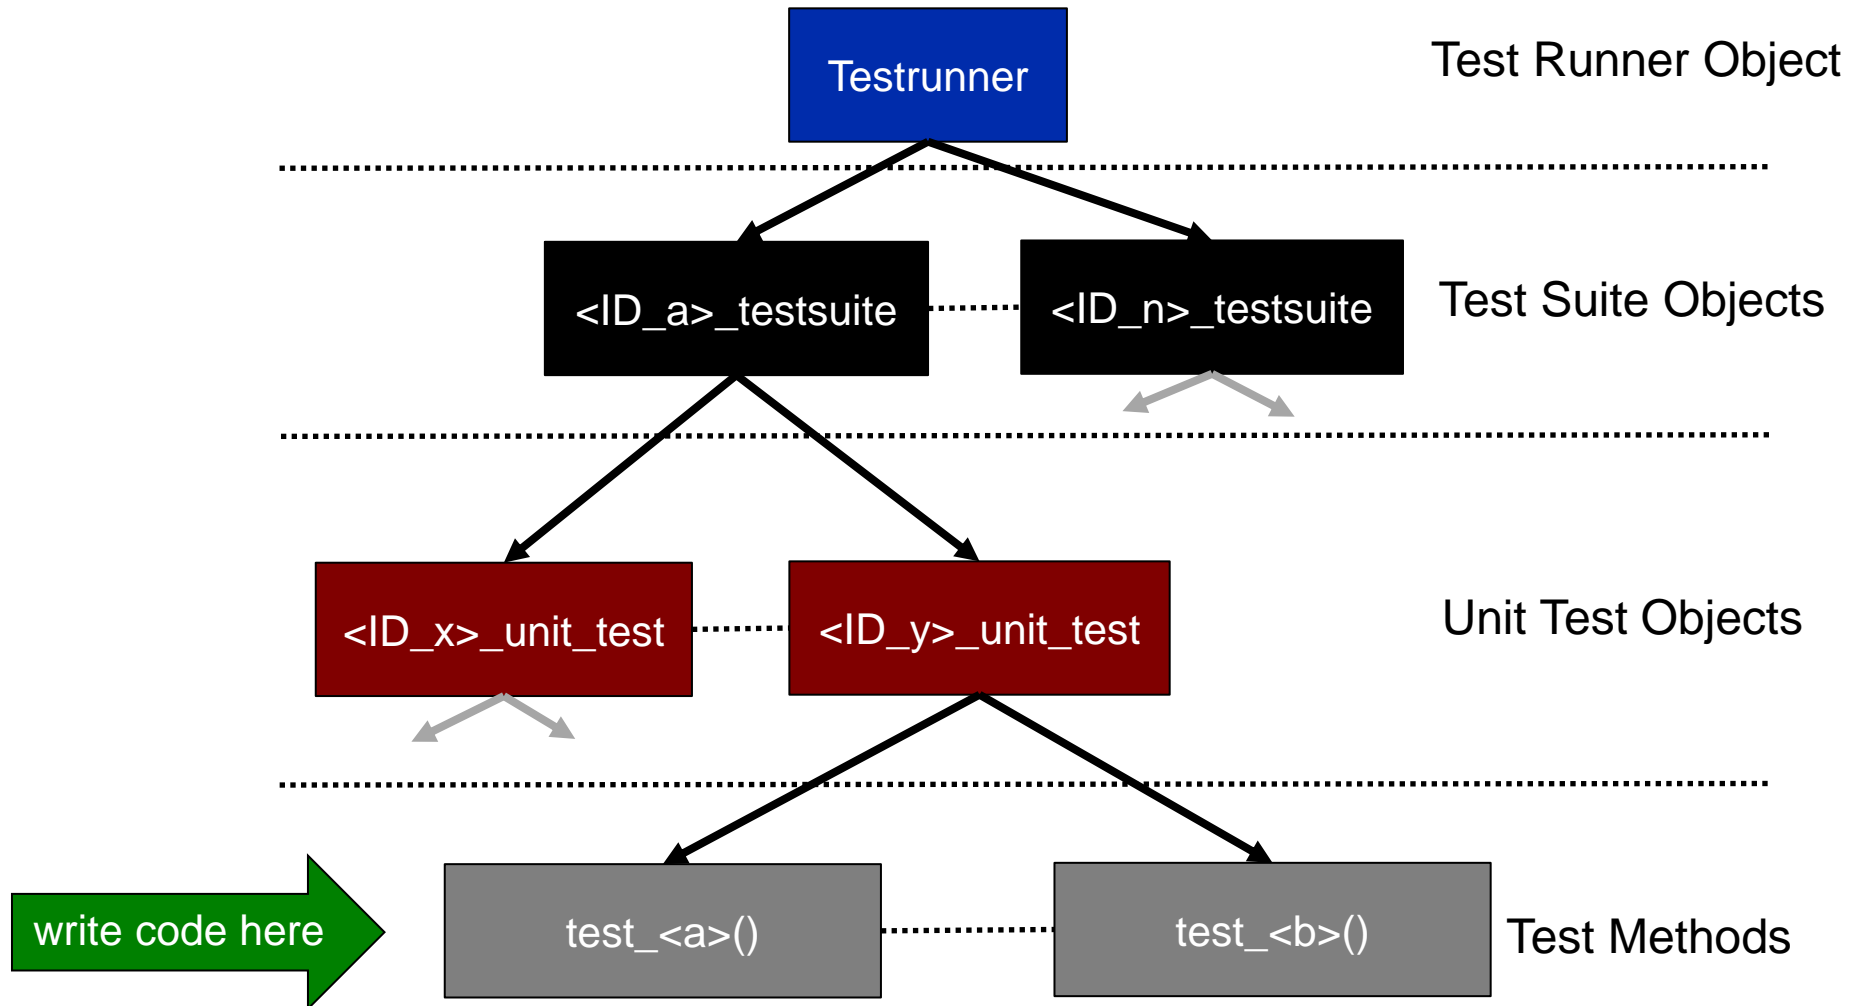 Testrunner
Test Runner Object
<ID_a>_testsuite
<ID_n>_testsuite
Test Suite Objects
<ID_x>_unit_test
<ID_y>_unit_test
Unit Test Objects
write code here
test_<a>()
test_<b>()
Test Methods